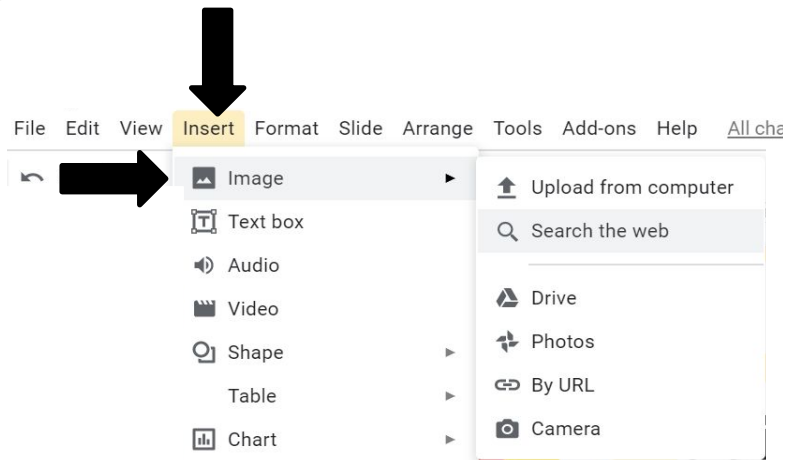 File Edit View Insert Format Slide Arrange Tools Add-ons Help All cha
Image
Text box
Audio
Video
Shape
Table
Chart
Upload from computer
Search the web
Drive
Photos
By URL
Camera